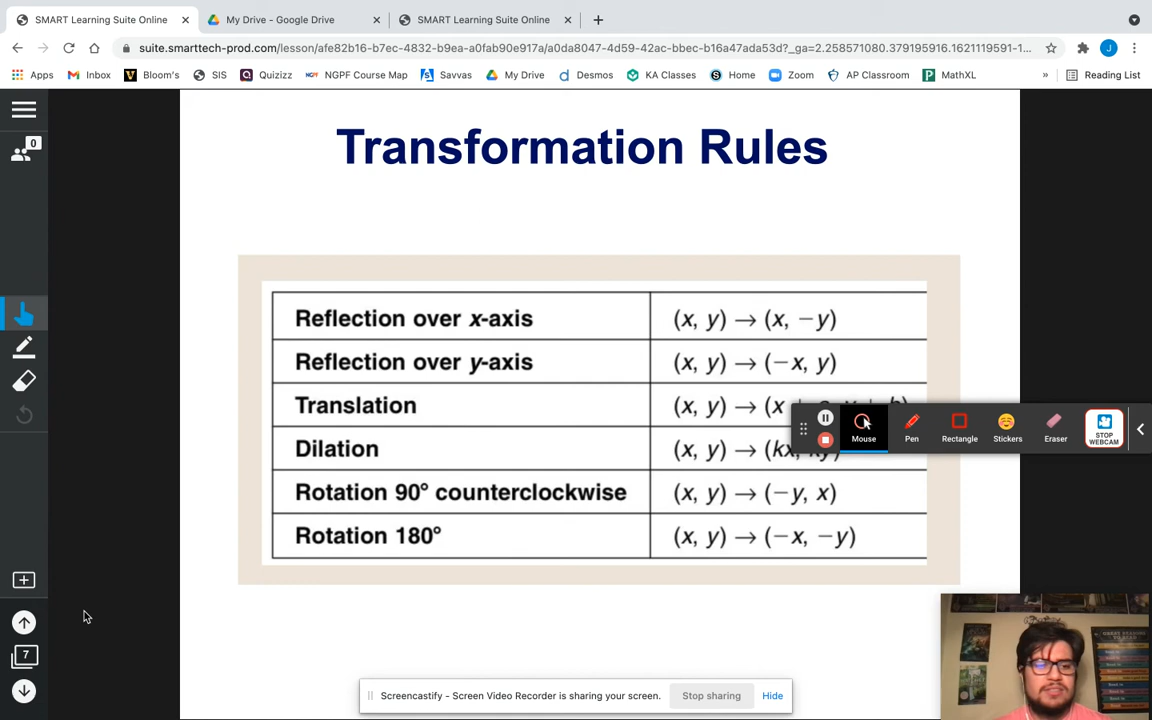 SMART Learning Suite Online
My Drive - Google Drive
SMART Learning Suite Online
suite.smarttech-prod.com/lesson/afe82b16-b7ec-4832-b9ea-a0fab90e917a/a0da8047-4d59-42ac-bbec-b16a47ada53d?_ga=2.258571080.379195916.1621119591-1...
J
Apps
Inbox
Bloom's
SIS
Quizizz
NGPF Course Map
Savvas
My Drive
Desmos
KA Classes
Home
Zoom
AP Classroom
MathXL
»
Reading List
0
Transformation Rules
Reflection over x-axis (x, y) → (x, −y)
Reflection over y-axis (x, y) → (−x, y)
Translation (x, y) → (x
Dilation (x, y) → (kx, ky)
Rotation 90° counterclockwise (x, y) → (−y, x)
Rotation 180° (x, y) → (−x, −y)
Mouse
Pen
Rectangle
Stickers
Eraser
STOP
WEBCAM
7
Screencastify - Screen Video Recorder is sharing your screen.
Stop sharing
Hide